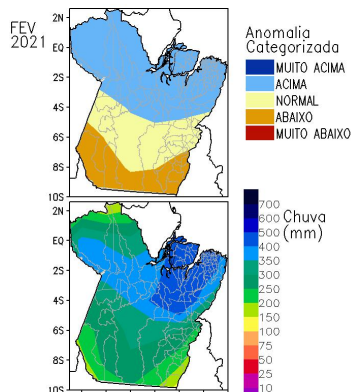 FEV
2021
2N
EQ
2S
4S
6S
8S
10S
Anomalia
Categorizada
MUITO ACIMA
ACIMA
NORMAL
ABAIXO
MUITO ABAIXO
2N
EQ
2S
4S
6S
8S
10S
Chuva
(mm)
700
600
500
400
350
300
250
200
150
100
75
50
25
10